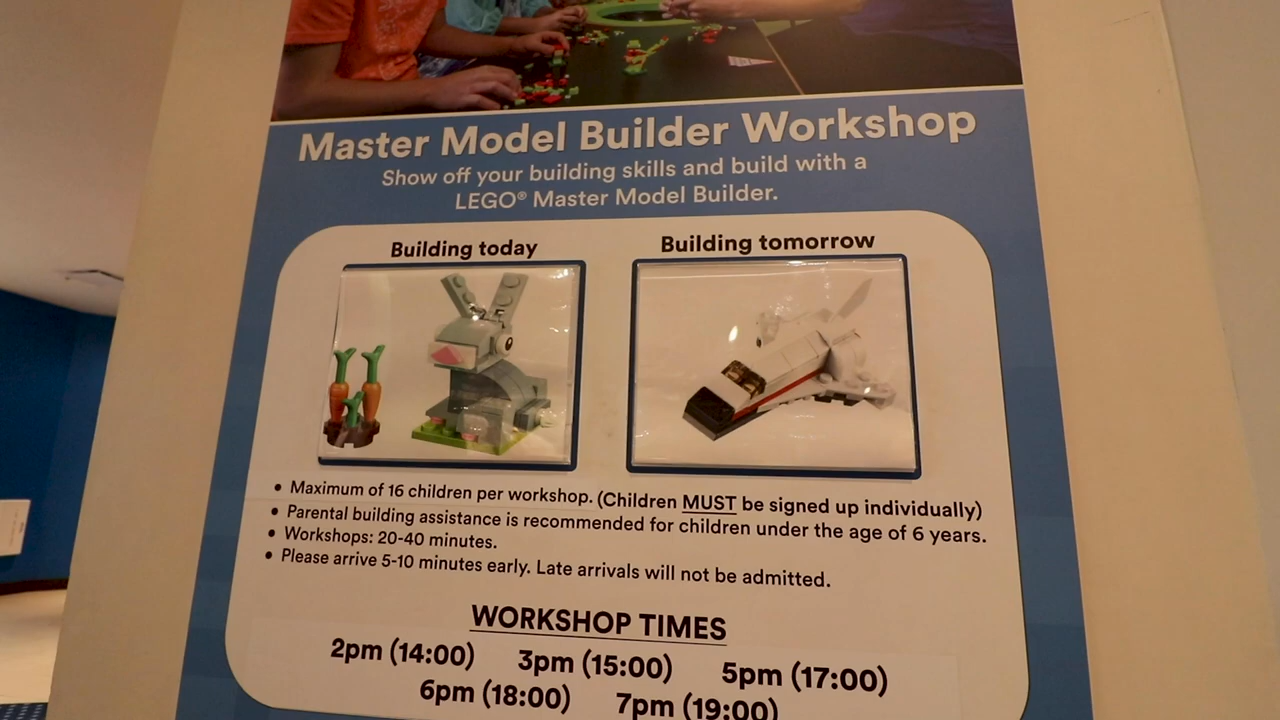 Master Model Builder Workshop
Show off your building skills and build with a
LEGO® Master Model Builder.
Building today
Building tomorrow
• Maximum of 16 children per workshop. (Children MUST be signed up individually)
• Parental building assistance is recommended for children under the age of 6 years.
• Workshops: 20-40 minutes.
• Please arrive 5-10 minutes early. Late arrivals will not be admitted.
WORKSHOP TIMES
2pm (14:00) 3pm (15:00) 5pm (17:00)
6pm (18:00) 7pm (19:00)